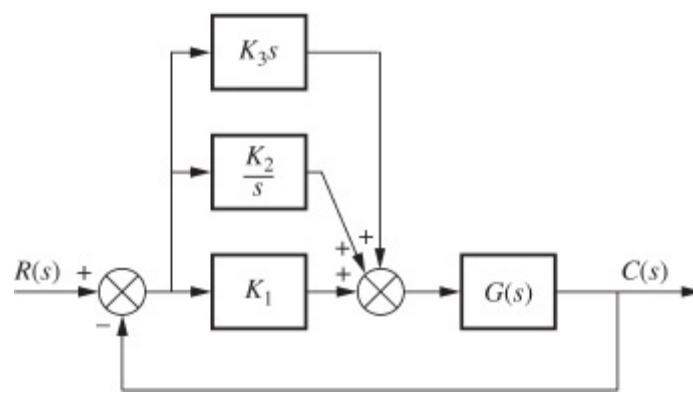 K₃s
K₂
s
R(s) + + + + K₁ G(s) C(s)
−